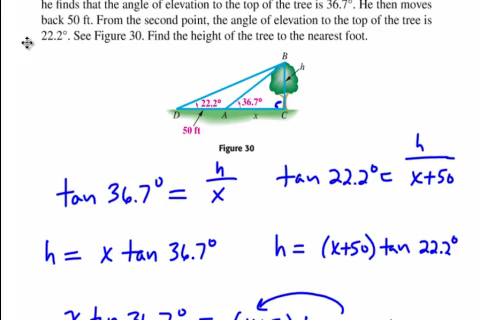 he finds that the angle of elevation to the top of the tree is 36.7°. He then moves
back 50 ft. From the second point, the angle of elevation to the top of the tree is
22.2°. See Figure 30. Find the height of the tree to the nearest foot.
B
h
22.2°
36.7°
c
D
A
x
C
50 ft
Figure 30
tan 36.7° = h/x
tan 22.2° = h/x+50
h = x tan 36.7°
h = (x+50) tan 22.2°
x tan 36.7° =